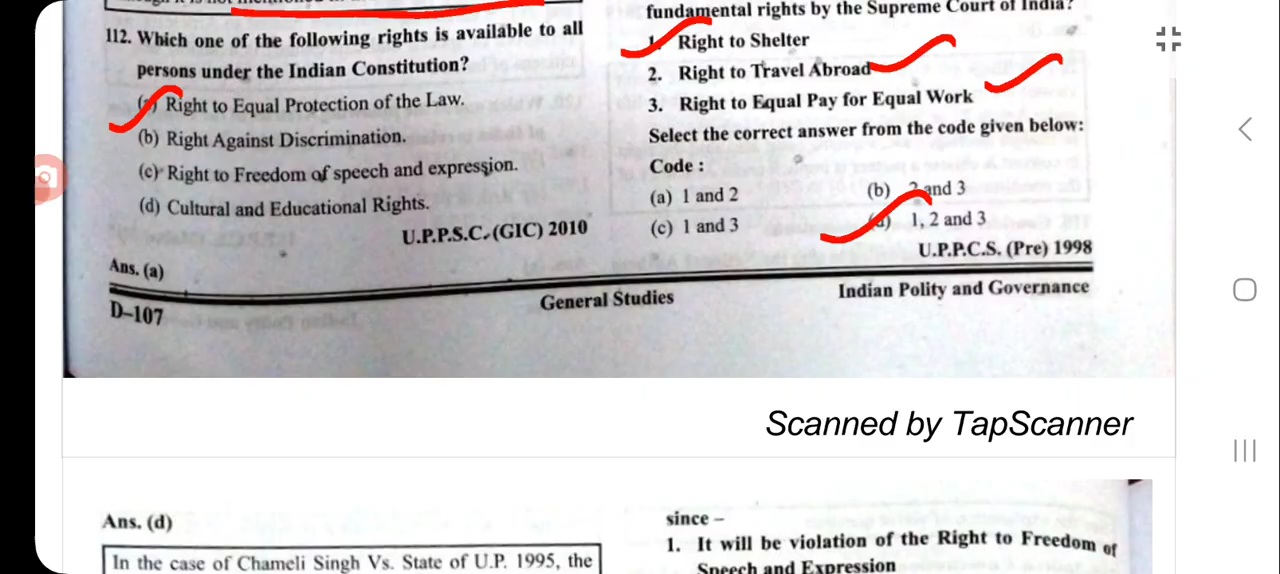 112. Which one of the following rights is available to all
persons under the Indian Constitution?
Right to Equal Protection of the Law.
(b) Right Against Discrimination.
(c) Right to Freedom of speech and expression.
(d) Cultural and Educational Rights.
U.P.P.S.C. (GIC) 2010
Ans. (a)
fundamental rights by the Supreme Court of India?
1. Right to Shelter
2. Right to Travel Abroad
3. Right to Equal Pay for Equal Work
Select the correct answer from the code given below:
Code :
(a) 1 and 2
(b) 2 and 3
(c) 1 and 3
(d) 1, 2 and 3
U.P.P.C.S. (Pre) 1998
D-107
General Studies
Indian Polity and Governance
Scanned by TapScanner
Ans. (d)
In the case of Chameli Singh Vs. State of U.P. 1995, the
since –
1. It will be violation of the Right to Freedom of
Speech and Expression